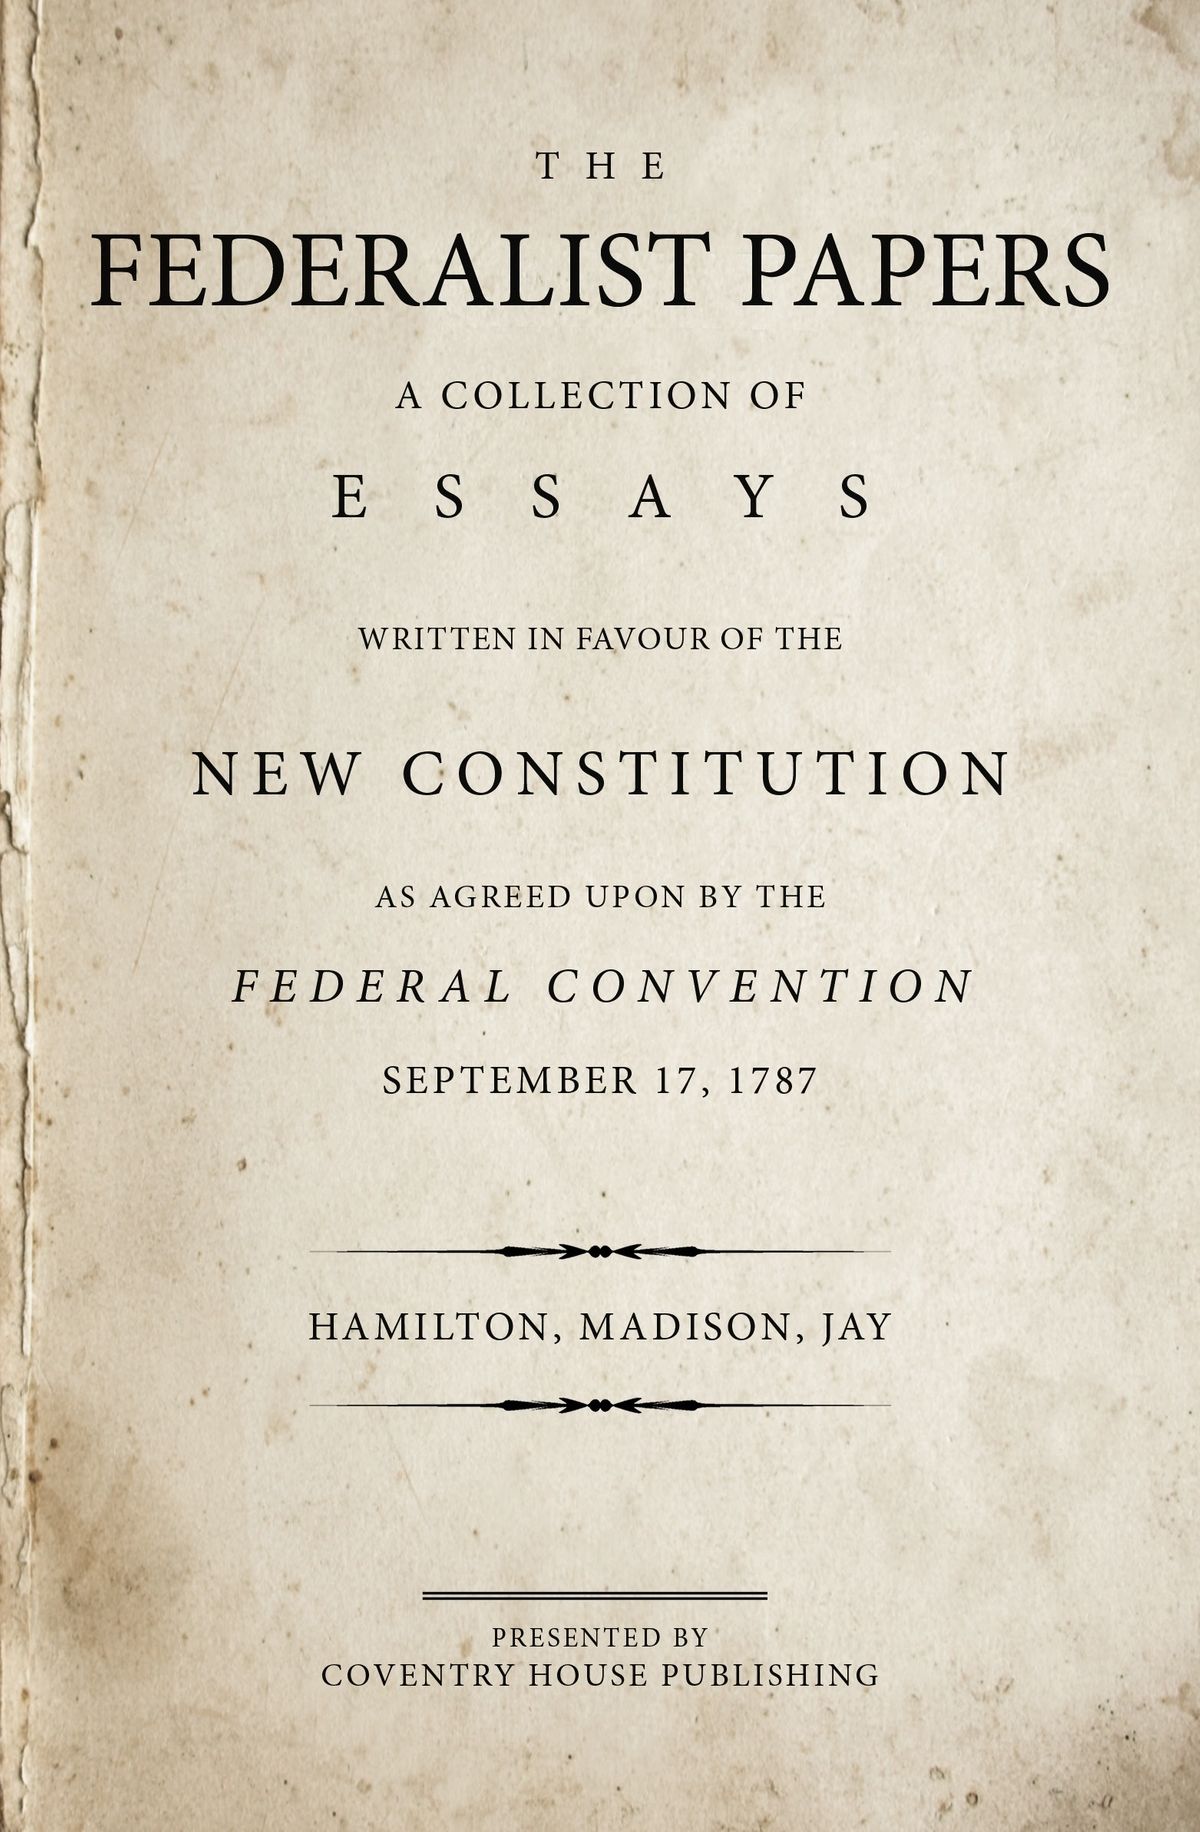 THE
FEDERALIST PAPERS
A COLLECTION OF
ESSAYS
WRITTEN IN FAVOUR OF THE
NEW CONSTITUTION
AS AGREED UPON BY THE
FEDERAL CONVENTION
SEPTEMBER 17, 1787
HAMILTON, MADISON, JAY
PRESENTED BY
COVENTRY HOUSE PUBLISHING